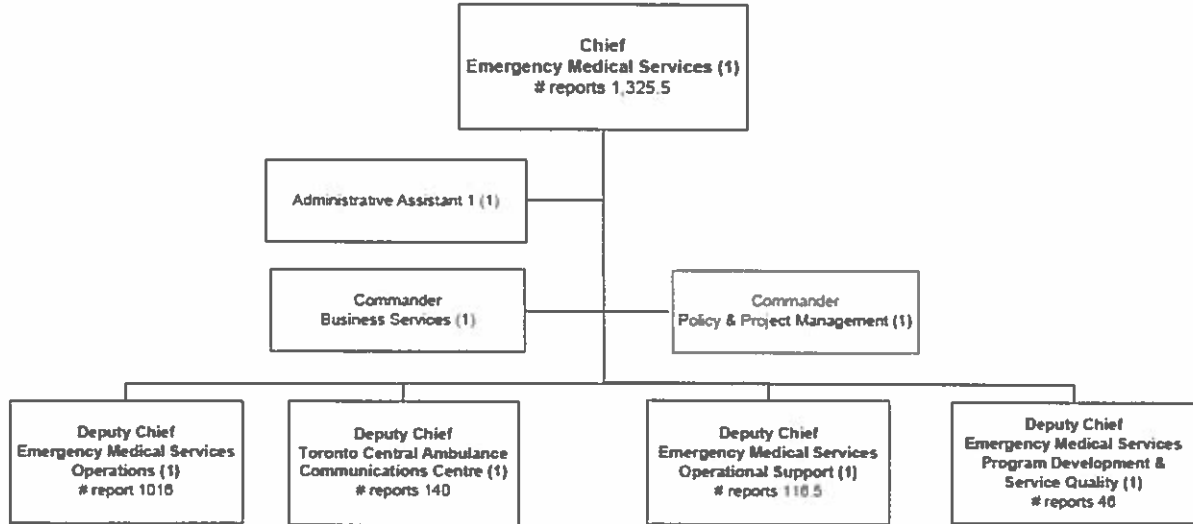 Chief
Emergency Medical Services (1)
# reports 1,325.5
Administrative Assistant 1 (1)
Commander
Business Services (1)
Commander
Policy & Project Management (1)
Deputy Chief
Emergency Medical Services
Operations (1)
# report 1016
Deputy Chief
Toronto Central Ambulance
Communications Centre (1)
# reports 140
Deputy Chief
Emergency Medical Services
Operational Support (1)
# reports 116.5
Deputy Chief
Emergency Medical Services
Program Development &
Service Quality (1)
# reports 46